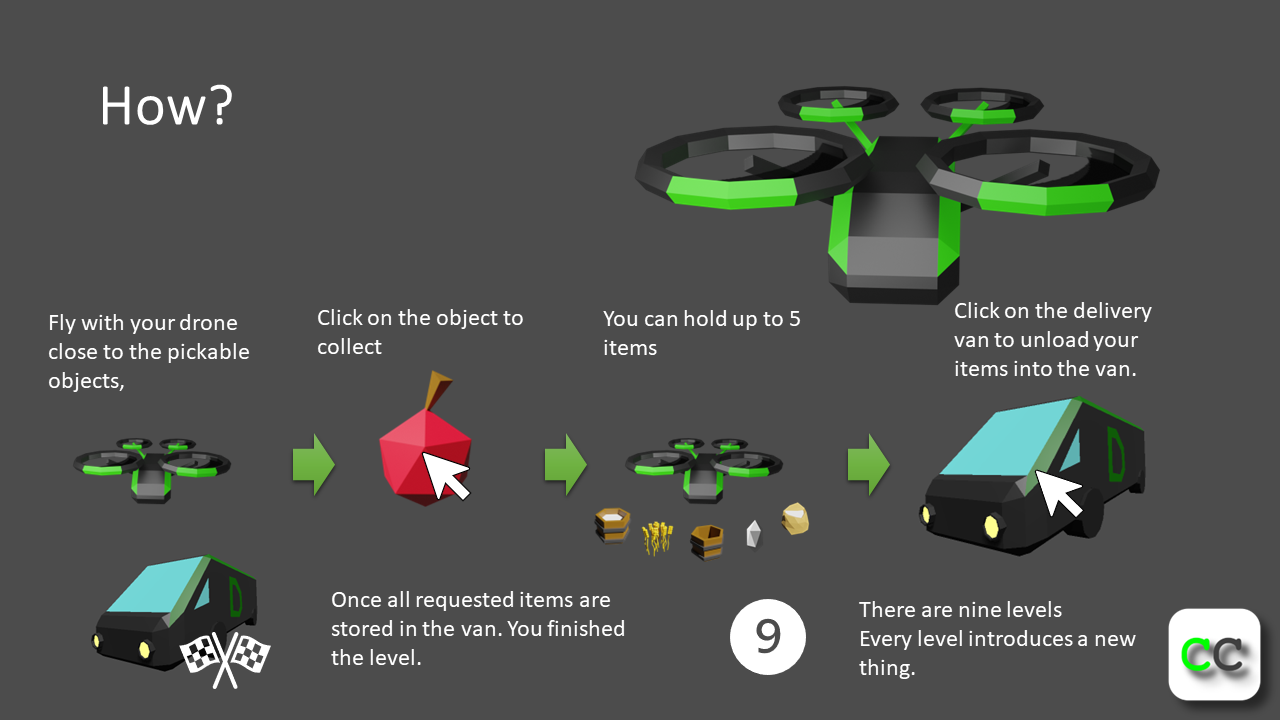 How?
Fly with your drone
close to the pickable
objects,
Click on the object to
collect
You can hold up to 5
items
Click on the delivery
van to unload your
items into the van.
D
D
Once all requested items are
stored in the van. You finished
the level.
9
There are nine levels
Every level introduces a new
thing.
CC